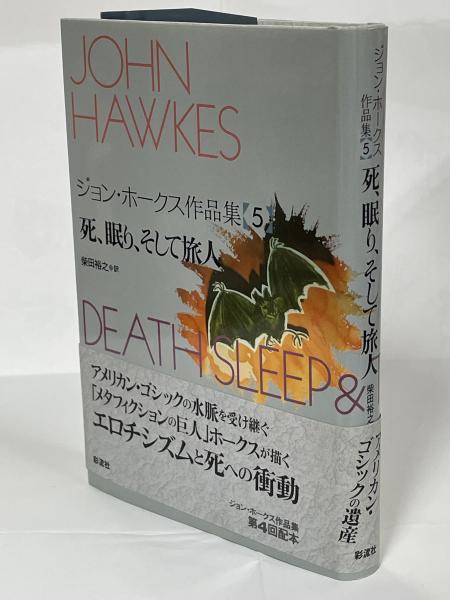 JOHN
HAWKES
ジョン・ホークス作品集【5】
死、眠り、そして旅人
柴田裕之◆訳
DEATH SLEEP &
アメリカン・ゴシックの水脈を受け継ぐ
「メタフィクションの巨人」ホークスが描く
エロチシズムと死への衝動
彩流社
ジョン・ホークス作品集
第4回配本
ジョン・ホークス
作品集【5】
死、眠り、そして旅人
柴田裕之
アメリカン・
ゴシックの遺産
彩流社